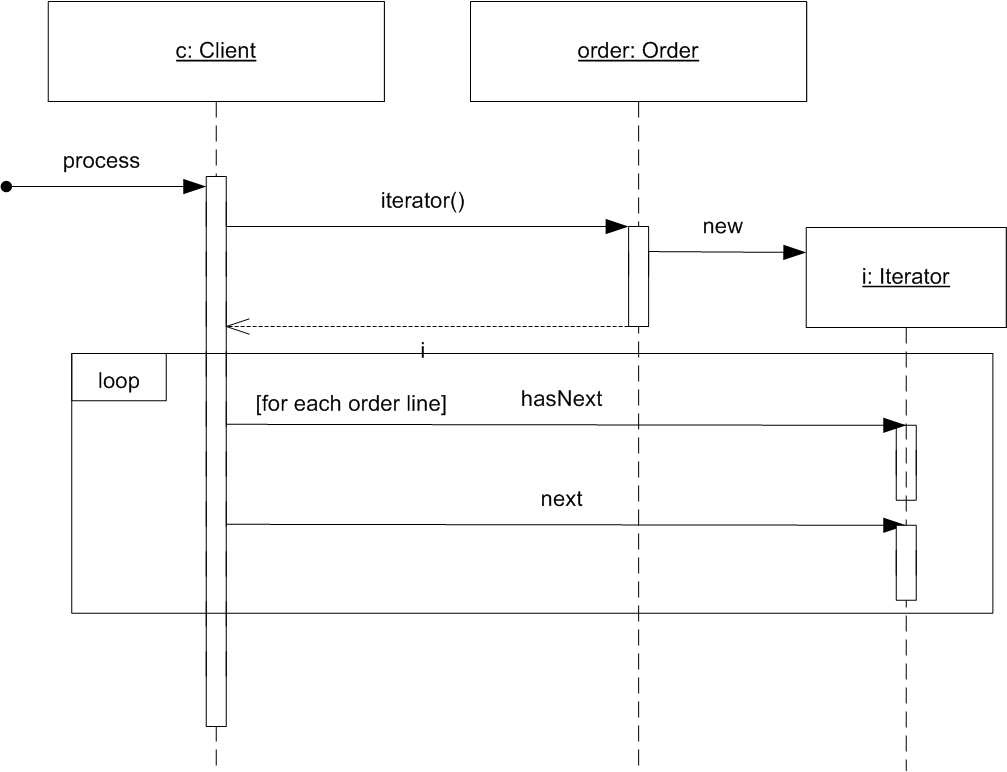 c: Client
order: Order
process
iterator()
new
i: Iterator
i
loop
[for each order line]
hasNext
next